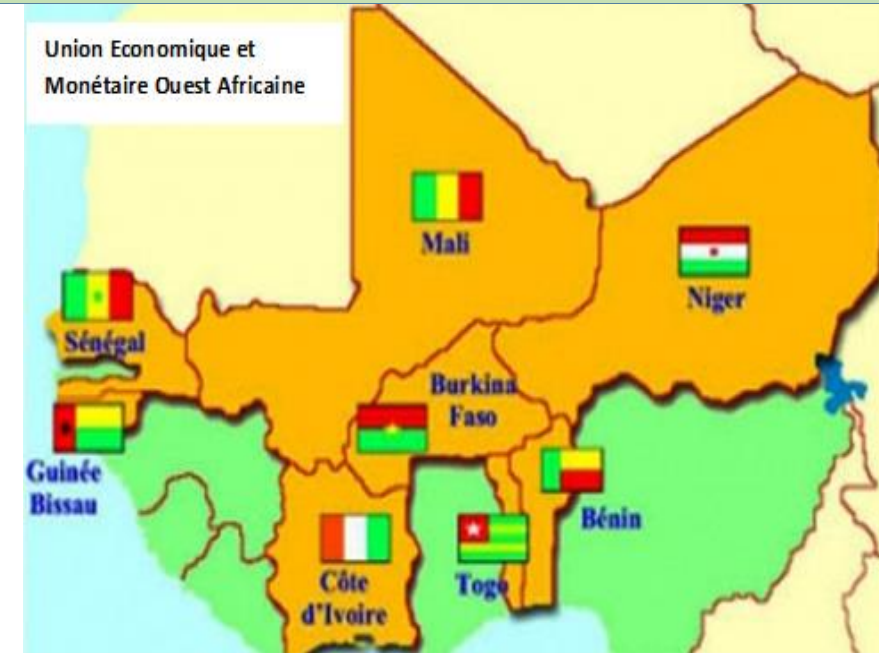 Union Economique et
Monétaire Ouest Africaine
Mali
Niger
Sénégal
Burkina
Faso
Guinée
Bissau
Bénin
Côte
d'Ivoire
Togo